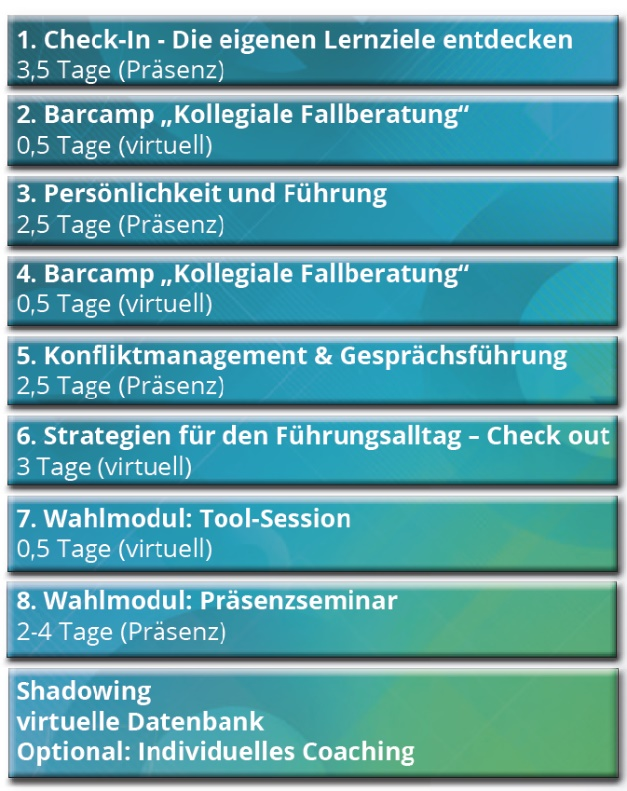 1. Check-In - Die eigenen Lernziele entdecken
3,5 Tage (Präsenz)
2. Barcamp „Kollegiale Fallberatung“
0,5 Tage (virtuell)
3. Persönlichkeit und Führung
2,5 Tage (Präsenz)
4. Barcamp „Kollegiale Fallberatung“
0,5 Tage (virtuell)
5. Konfliktmanagement & Gesprächsführung
2,5 Tage (Präsenz)
6. Strategien für den Führungsalltag – Check out
3 Tage (virtuell)
7. Wahlmodul: Tool-Session
0,5 Tage (virtuell)
8. Wahlmodul: Präsenzseminar
2-4 Tage (Präsenz)
Shadowing
virtuelle Datenbank
Optional: Individuelles Coaching